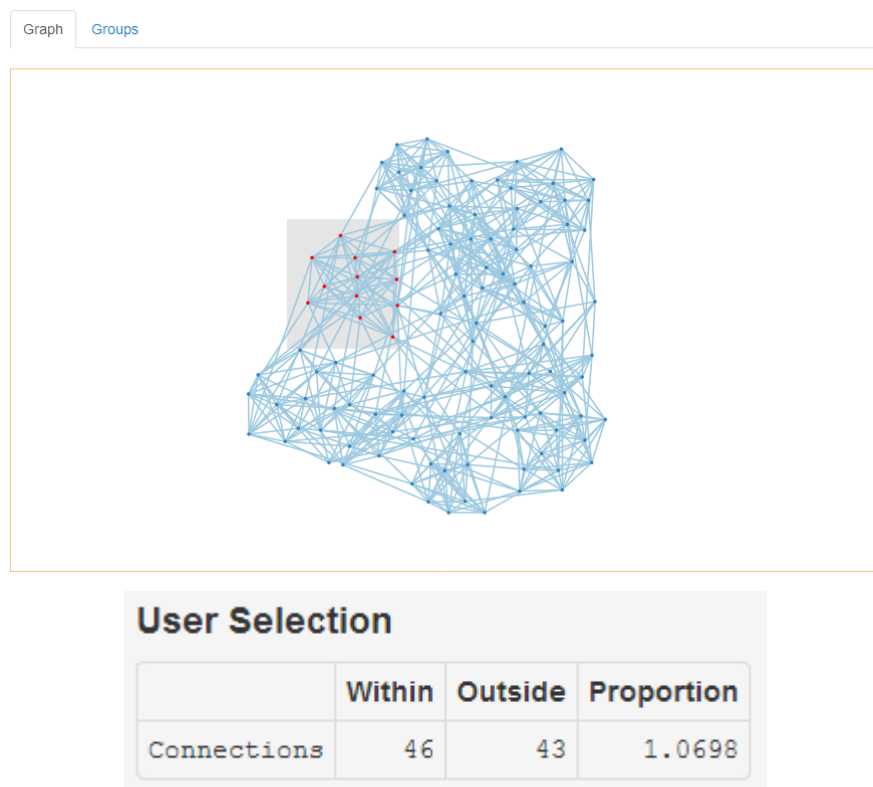 Graph Groups
User Selection
Within Outside Proportion
Connections 46 43 1.0698